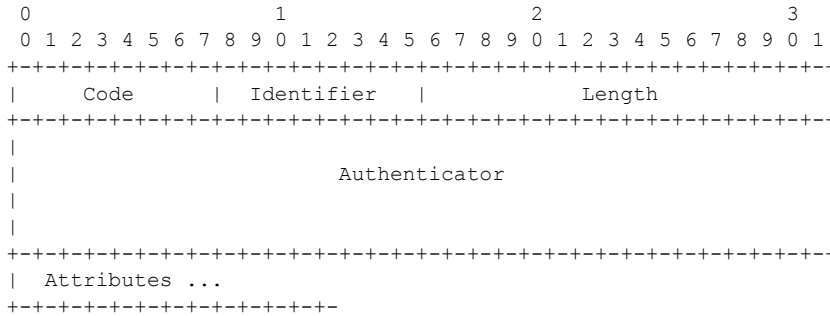 0                   1                   2                   3
0 1 2 3 4 5 6 7 8 9 0 1 2 3 4 5 6 7 8 9 0 1 2 3 4 5 6 7 8 9 0 1
+-+-+-+-+-+-+-+-+-+-+-+-+-+-+-+-+-+-+-+-+-+-+-+-+-+-+-+-+-+-+-+-
|     Code      |  Identifier   |            Length
+-+-+-+-+-+-+-+-+-+-+-+-+-+-+-+-+-+-+-+-+-+-+-+-+-+-+-+-+-+-+-+-
|
|                         Authenticator
|
|
+-+-+-+-+-+-+-+-+-+-+-+-+-+-+-+-+-+-+-+-+-+-+-+-+-+-+-+-+-+-+-+-
|  Attributes ...
+-+-+-+-+-+-+-+-+-+-+-+-+-